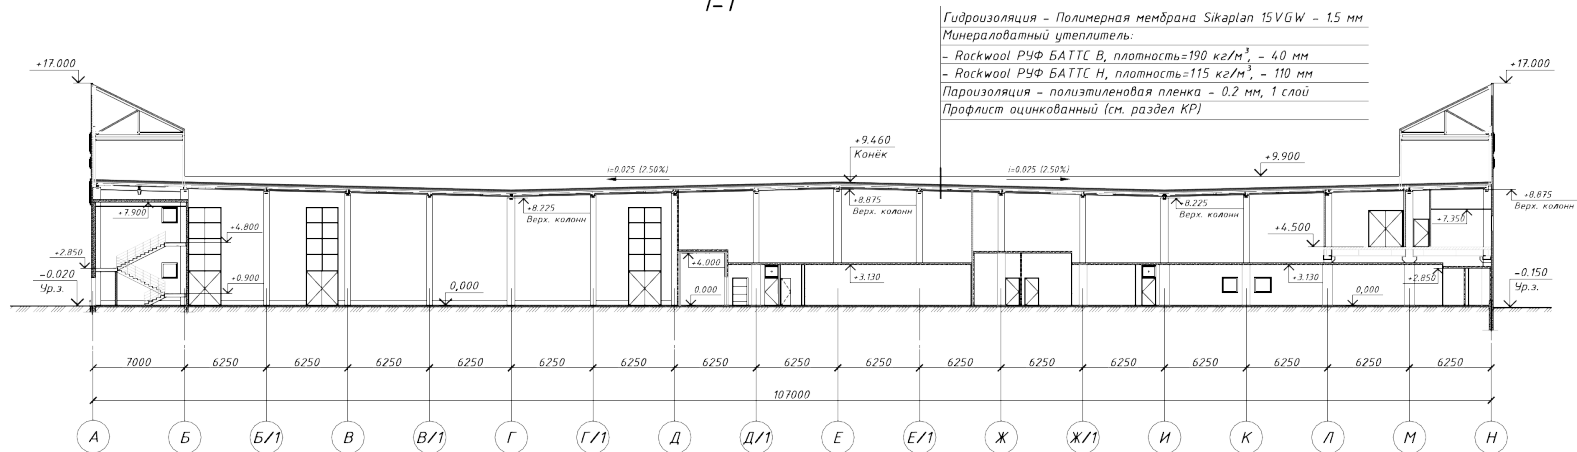 1-1
Гидроизоляция - Полимерная мембрана Sikaplan 15VGW - 1.5 мм
Минераловатный утеплитель:
- Rockwool РУФ БАТТС В, плотность=190 кг/м³, - 40 мм
- Rockwool РУФ БАТТС Н, плотность=115 кг/м³, - 110 мм
Пароизоляция - полиэтиленовая пленка - 0.2 мм, 1 слой
Профлист оцинкованный (см. раздел КР)
+17.000
+17.000
+9.460
Конёк
+9.900
i=0.025 (2.50%)
i=0.025 (2.50%)
+7.900
+8.225
Верх. колонн
+8.875
Верх. колонн
+8.225
Верх. колонн
+7,350
+8.875
Верх. колонн
+4.800
+4.500
+2.850
-0.020
Ур.з.
+0.900
0,000
+4.000
0.000
+3.130
+3.130
+2.850
0,000
-0.150
Ур.з.
7000 6250 6250 6250 6250 6250 6250 6250 6250 6250 6250 6250 6250 6250 6250 6250 6250
107000
А Б Б/1 В В/1 Г Г/1 Д Д/1 Е Е/1 Ж Ж/1 И К Л М Н